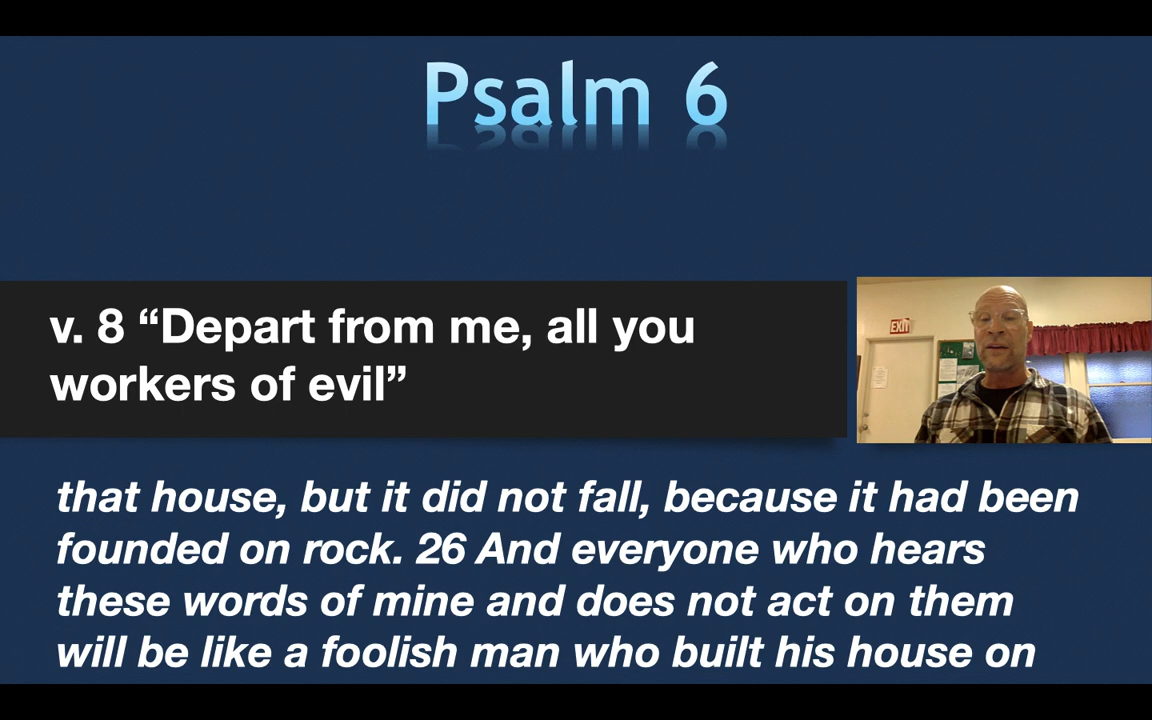 Psalm 6
v. 8 “Depart from me, all you
workers of evil”
EXIT
that house, but it did not fall, because it had been
founded on rock. 26 And everyone who hears
these words of mine and does not act on them
will be like a foolish man who built his house on